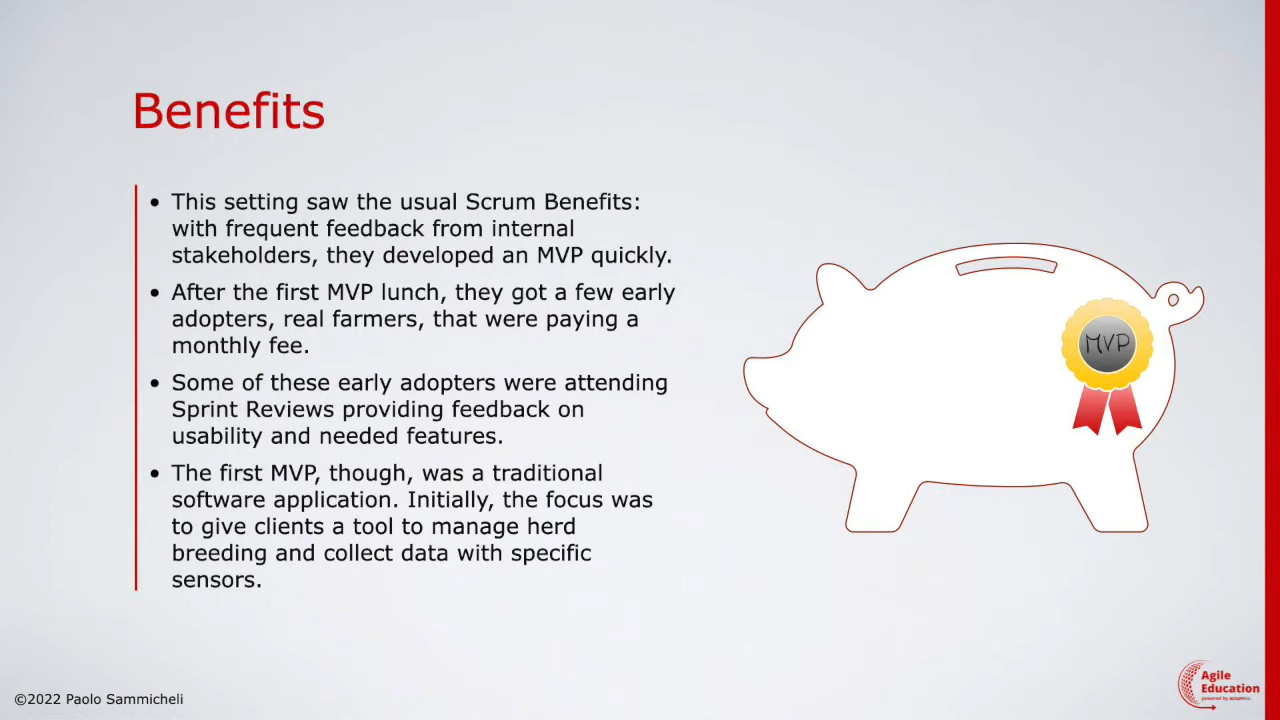 Benefits
• This setting saw the usual Scrum Benefits:
with frequent feedback from internal
stakeholders, they developed an MVP quickly.
• After the first MVP lunch, they got a few early
adopters, real farmers, that were paying a
monthly fee.
• Some of these early adopters were attending
Sprint Reviews providing feedback on
usability and needed features.
• The first MVP, though, was a traditional
software application. Initially, the focus was
to give clients a tool to manage herd
breeding and collect data with specific
sensors.
MVP
©2022 Paolo Sammicheli
Agile
Education
powered by scruminc.